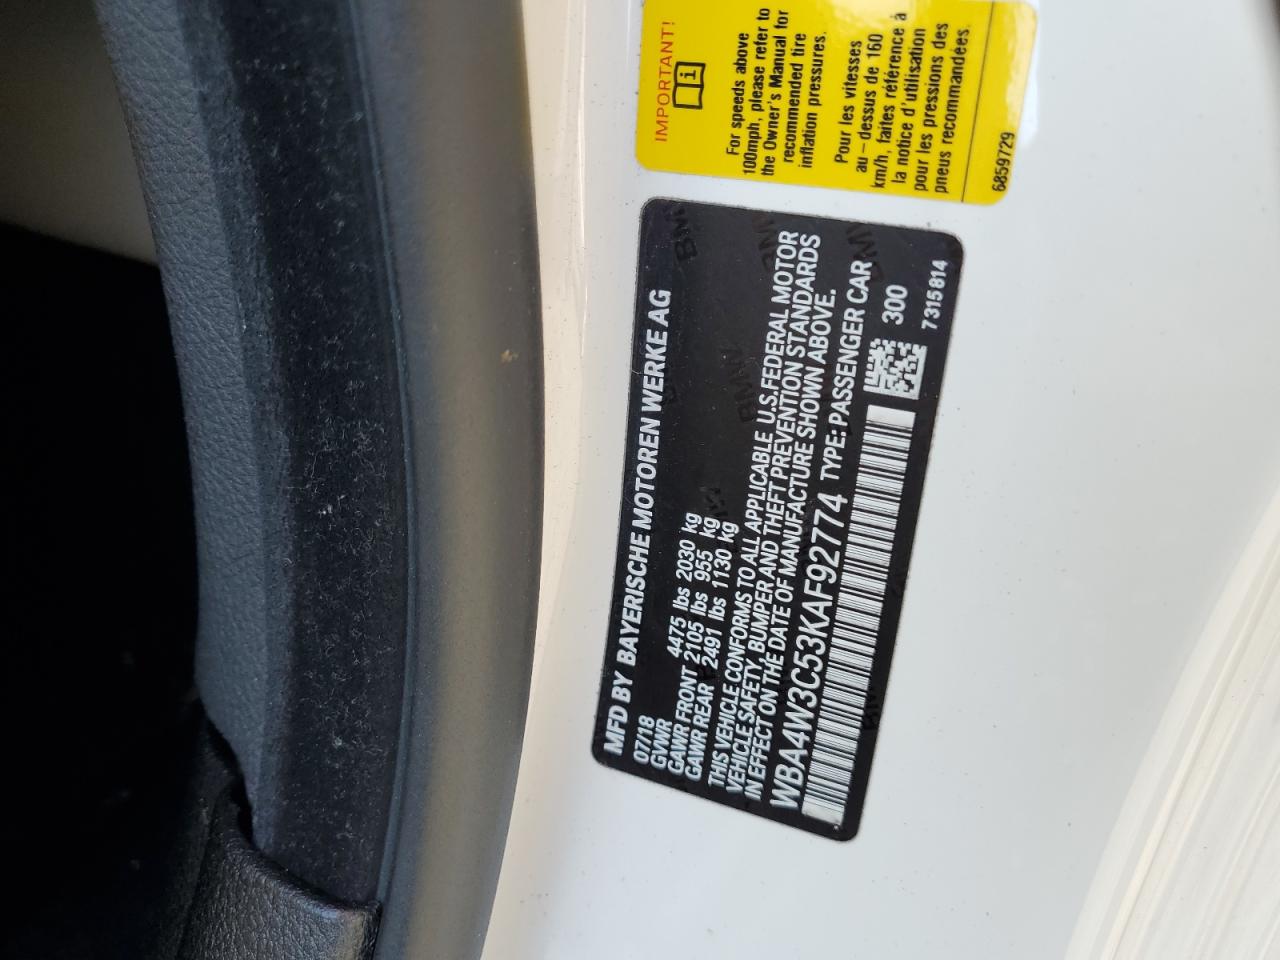 IMPORTANT!
For speeds above
100mph, please refer to
the Owner's Manual for
recommended tire
inflation pressures.
Pour les vitesses
au - dessus de 160
km/h, faites référence à
la notice d'utilisation
pour les pressions des
pneus recommandées.
6859729
MFD BY BAYERISCHE MOTOREN WERKE AG
07/18
GVWR 4475 lbs 2030 kg
GAWR FRONT 2105 lbs 955 kg
GAWR REAR 2491 lbs 1130 kg
THIS VEHICLE CONFORMS TO ALL APPLICABLE U.S.FEDERAL MOTOR
VEHICLE SAFETY, BUMPER AND THEFT PREVENTION STANDARDS
IN EFFECT ON THE DATE OF MANUFACTURE SHOWN ABOVE.
WBA4W3C53KAF92774 TYPE: PASSENGER CAR
300
7315814